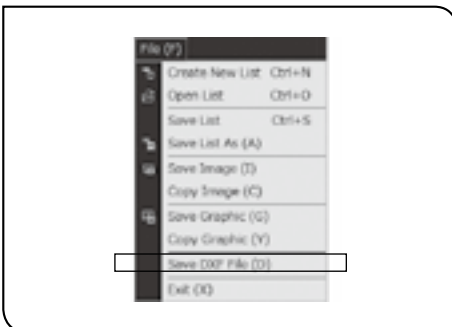 File (F)
Create New List Ctrl+N
Open List Ctrl+O
Save List Ctrl+S
Save List As (A)
Save Image (I)
Copy Image (C)
Save Graphic (G)
Copy Graphic (Y)
Save DXF File (D)
Exit (X)